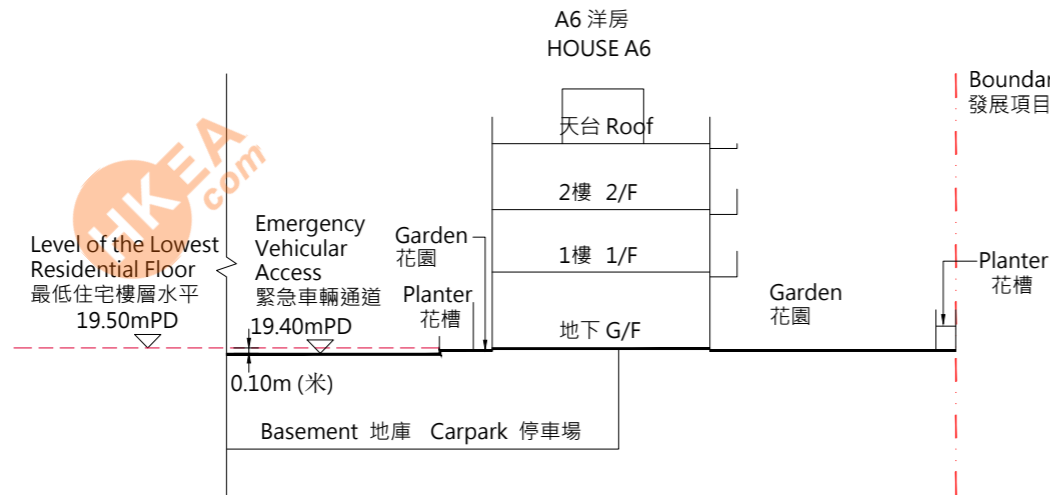 A6 洋房
HOUSE A6
Boundar
發展項目
天台 Roof
HKEA
com
2樓 2/F
Level of the Lowest
Residential Floor
最低住宅樓層水平
19.50mPD
Emergency
Vehicular
Access
緊急車輛通道
19.40mPD
Garden
花園
Planter
花槽
1樓 1/F
地下 G/F
Garden
花園
Planter
花槽
0.10m (米)
Basement 地庫 Carpark 停車場